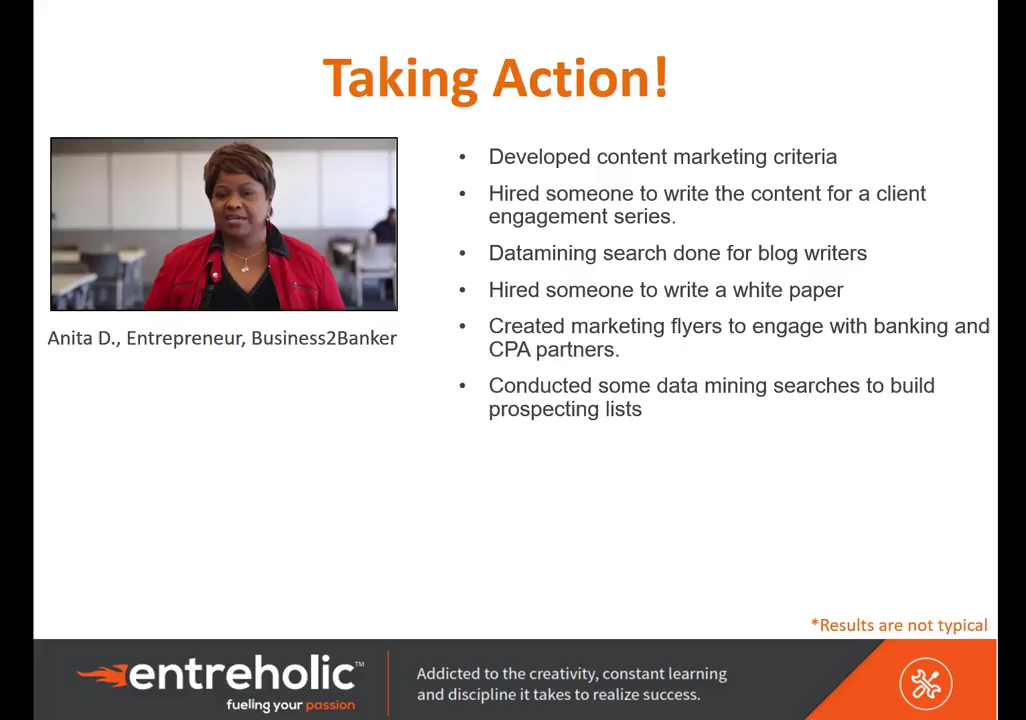 Taking Action!
Anita D., Entrepreneur, Business2Banker
• Developed content marketing criteria
• Hired someone to write the content for a client
engagement series.
• Datamining search done for blog writers
• Hired someone to write a white paper
• Created marketing flyers to engage with banking and
CPA partners.
• Conducted some data mining searches to build
prospecting lists
*Results are not typical
entreholic™
fueling your passion
Addicted to the creativity, constant learning
and discipline it takes to realize success.